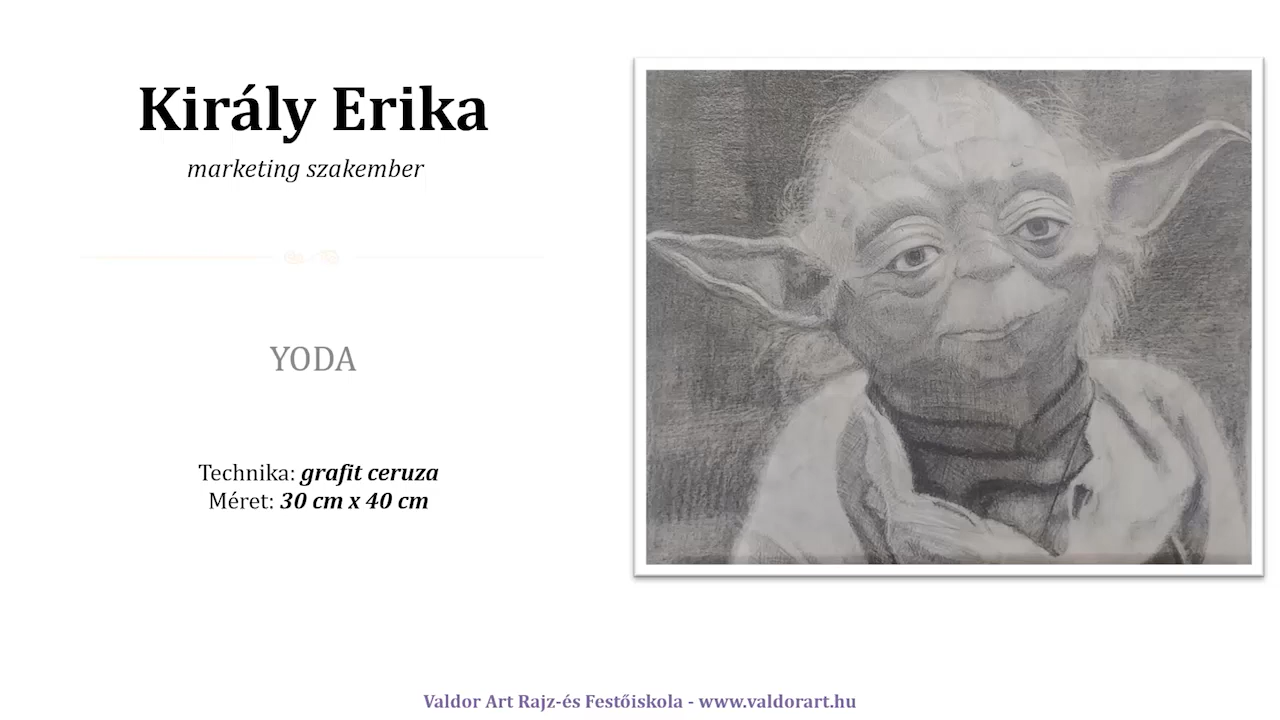 Király Erika
marketing szakember
YODA
Technika: grafit ceruza
Méret: 30 cm x 40 cm
Valdor Art Rajz-és Festőiskola - www.valdorart.hu